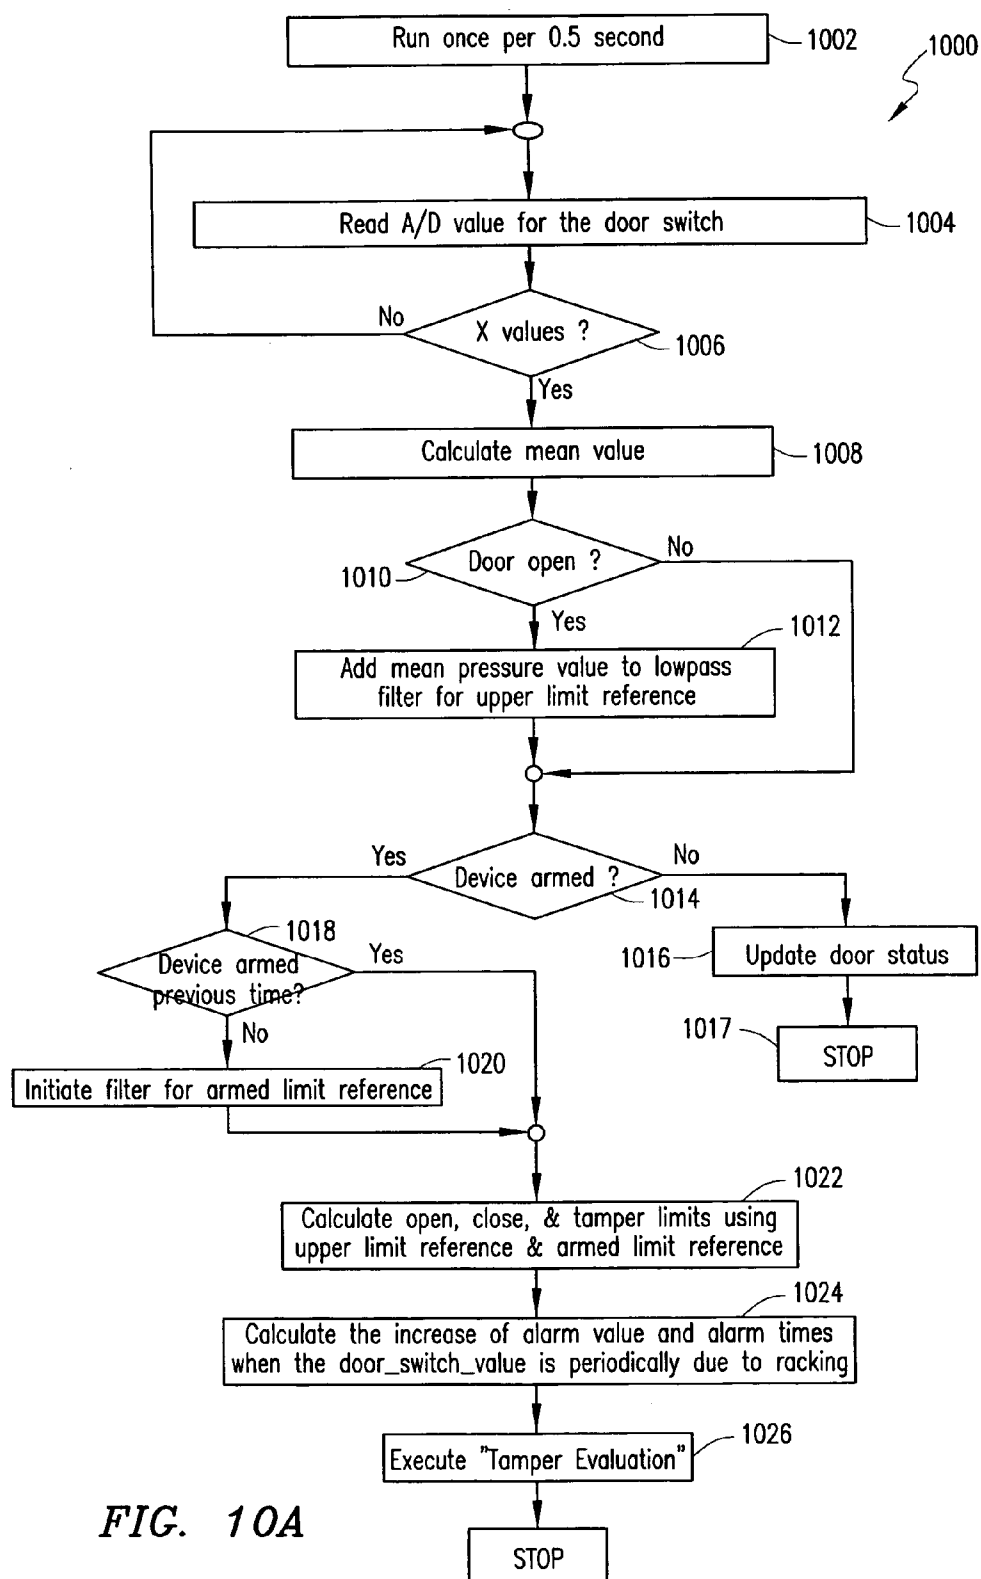 Run once per 0.5 second
1002
1000
Read A/D value for the door switch
1004
No
X values ?
1006
Yes
Calculate mean value
1008
Door open ?
No
1010
Yes
1012
Add mean pressure value to lowpass
filter for upper limit reference
Yes
Device armed ?
No
1014
1018
Device armed
previous time?
Yes
1016
Update door status
No
1017
STOP
1020
Initiate filter for armed limit reference
1022
Calculate open, close, & tamper limits using
upper limit reference & armed limit reference
1024
Calculate the increase of alarm value and alarm times
when the door_switch_value is periodically due to racking
1026
Execute "Tamper Evaluation"
FIG. 10A
STOP